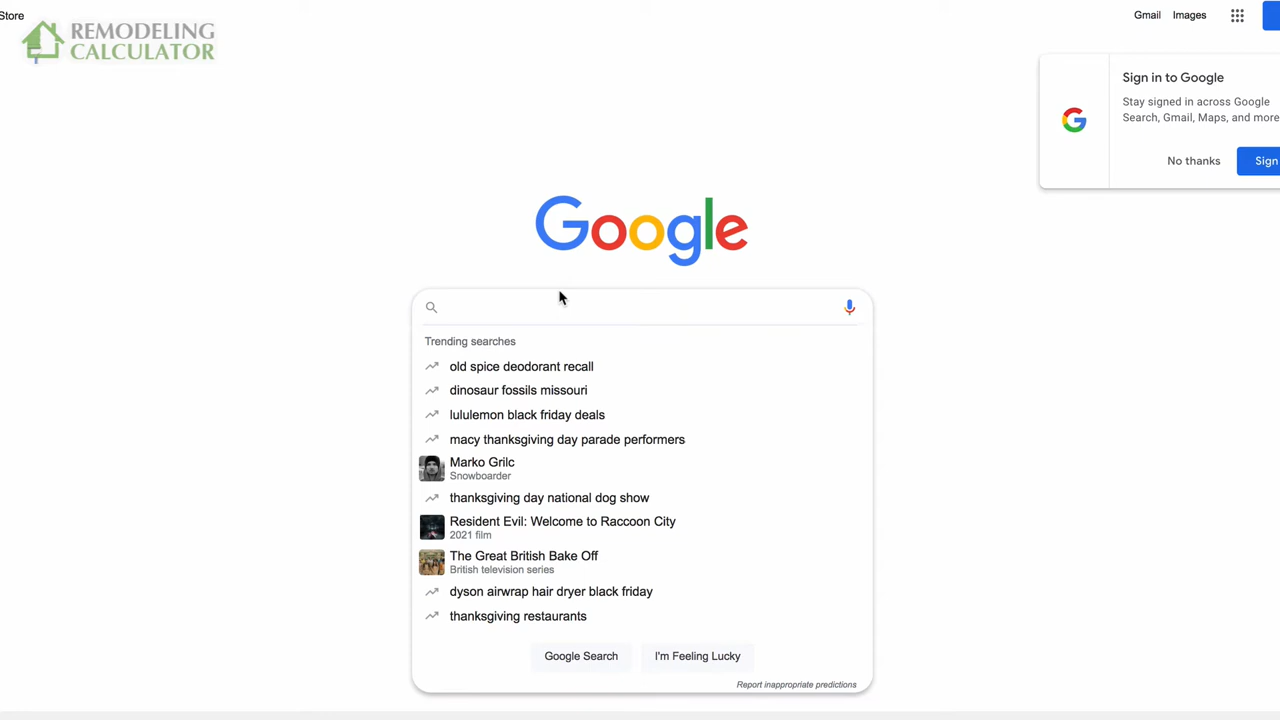 Store
REMODELING
CALCULATOR
Gmail Images
Sign in to Google
Stay signed in across Google
Search, Gmail, Maps, and more
No thanks
Sign
Google
Trending searches
old spice deodorant recall
dinosaur fossils missouri
lululemon black friday deals
macy thanksgiving day parade performers
Marko Grilc
Snowboarder
thanksgiving day national dog show
Resident Evil: Welcome to Raccoon City
2021 film
The Great British Bake Off
British television series
dyson airwrap hair dryer black friday
thanksgiving restaurants
Google Search I'm Feeling Lucky
Report inappropriate predictions